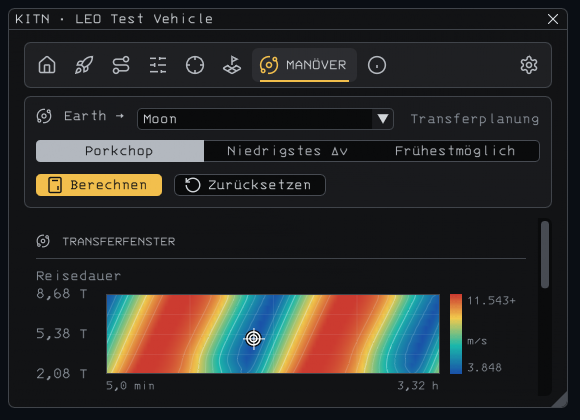 KITN · LEO Test Vehicle
MANÖVER
Earth → Moon Transferplanung
Porkchop Niedrigstes Δv Frühestmöglich
Berechnen Zurücksetzen
TRANSFERFENSTER
Reisedauer
8,68 T 11.543+
5,38 T m/s
2,08 T 3.848
5,0 min 3,32 h